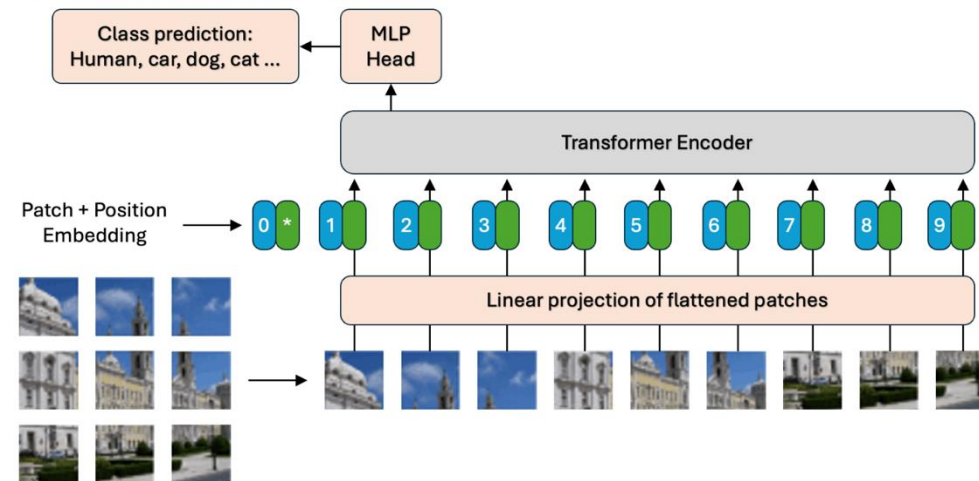 Class prediction:
Human, car, dog, cat ...
MLP
Head
Transformer Encoder
Patch + Position
Embedding
0 * 1 2 3 4 5 6 7 8 9
Linear projection of flattened patches